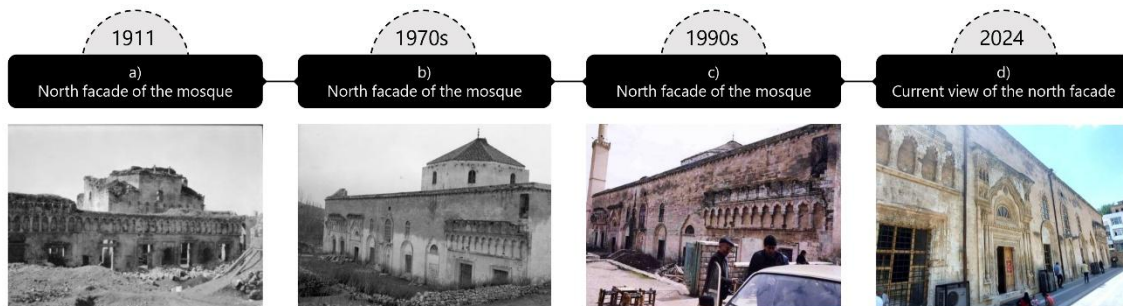 1911
a)
North facade of the mosque
1970s
b)
North facade of the mosque
1990s
c)
North facade of the mosque
2024
d)
Current view of the north facade